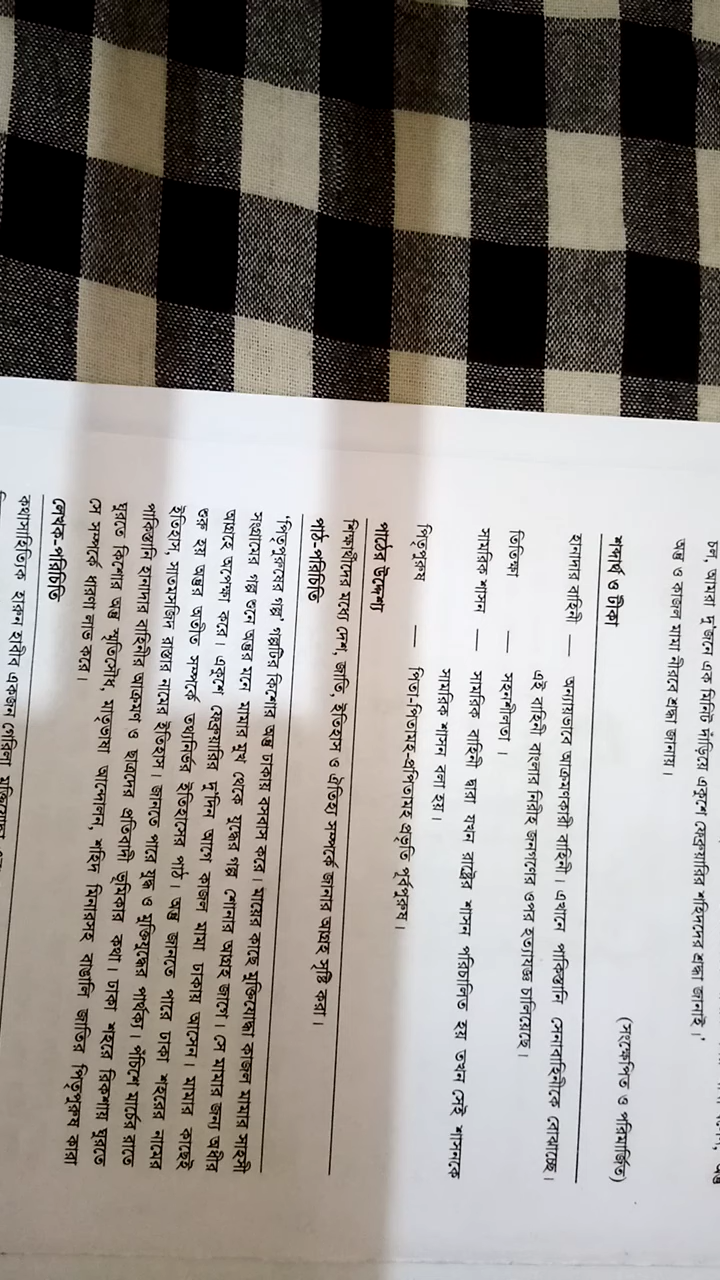 চল, আমরা দু'জনে এক মিনিট দাঁড়িয়ে একুশে ফেব্রুয়ারির শহিদদের শ্রদ্ধা জানাই।'
অন্তু ও কাজল মামা নীরবে শ্রদ্ধা জানায়।
(সংক্ষেপিত ও পরিমার্জিত)
শব্দার্থ ও টীকা
হানাদার বাহিনী — অন্যায়ভাবে আক্রমণকারী বাহিনী। এখানে পাকিস্তানি সেনাবাহিনীকে বোঝাচ্ছে।
এই বাহিনী বাংলার নিরীহ জনগণের ওপর হত্যাযজ্ঞ চালিয়েছে।
তিতিক্ষা — সহনশীলতা।
সামরিক শাসন — সামরিক বাহিনী দ্বারা যখন রাষ্ট্রের শাসন পরিচালিত হয় তখন সেই শাসনকে
সামরিক শাসন বলা হয়।
পিতৃপুরুষ — পিতা-পিতামহ-প্রপিতামহ প্রভৃতি পূর্বপুরুষ।
পাঠের উদ্দেশ্য
শিক্ষার্থীদের মধ্যে দেশ, জাতি, ইতিহাস ও ঐতিহ্য সম্পর্কে জানার আগ্রহ সৃষ্টি করা।
পাঠ-পরিচিতি
'পিতৃপুরুষের গল্প' গল্পটির কিশোর অন্তু ঢাকায় বসবাস করে। মায়ের কাছে মুক্তিযোদ্ধা কাজল মামার সাহসী
সংগ্রামের গল্প শুনে অন্তুর মনে মামার মুখ থেকে যুদ্ধের গল্প শোনার আগ্রহ জাগে। সে মামার জন্য অধীর
আগ্রহে অপেক্ষা করে। একুশে ফেব্রুয়ারির দু'দিন আগে কাজল মামা ঢাকায় আসেন। মামার কাছেই
শুরু হয় অন্তুর অতীত সম্পর্কে তথ্যনির্ভর ইতিহাসের পাঠ। অন্তু জানতে পারে ঢাকা শহরের নামের
ইতিহাস, সাতমসজিদ রাস্তার নামের ইতিহাস। জানতে পারে যুদ্ধ ও মুক্তিযুদ্ধের পার্থক্য। পঁচিশে মার্চের রাতে
পাকিস্তানি হানাদার বাহিনীর আক্রমণ ও ছাত্রদের প্রতিবাদী ভূমিকার কথা। ঢাকা শহরে রিকশায় ঘুরতে
ঘুরতে কিশোর অন্তু স্মৃতিসৌধ, মাতৃভাষা আন্দোলন, শহিদ মিনারসহ বাঙালি জাতির পিতৃপুরুষ কারা
সে সম্পর্কে ধারণা লাভ করে।
লেখক-পরিচিতি
কথাসাহিত্যিক হারুন হাবীব একজন গেরিলা মুক্তিযোদ্ধা